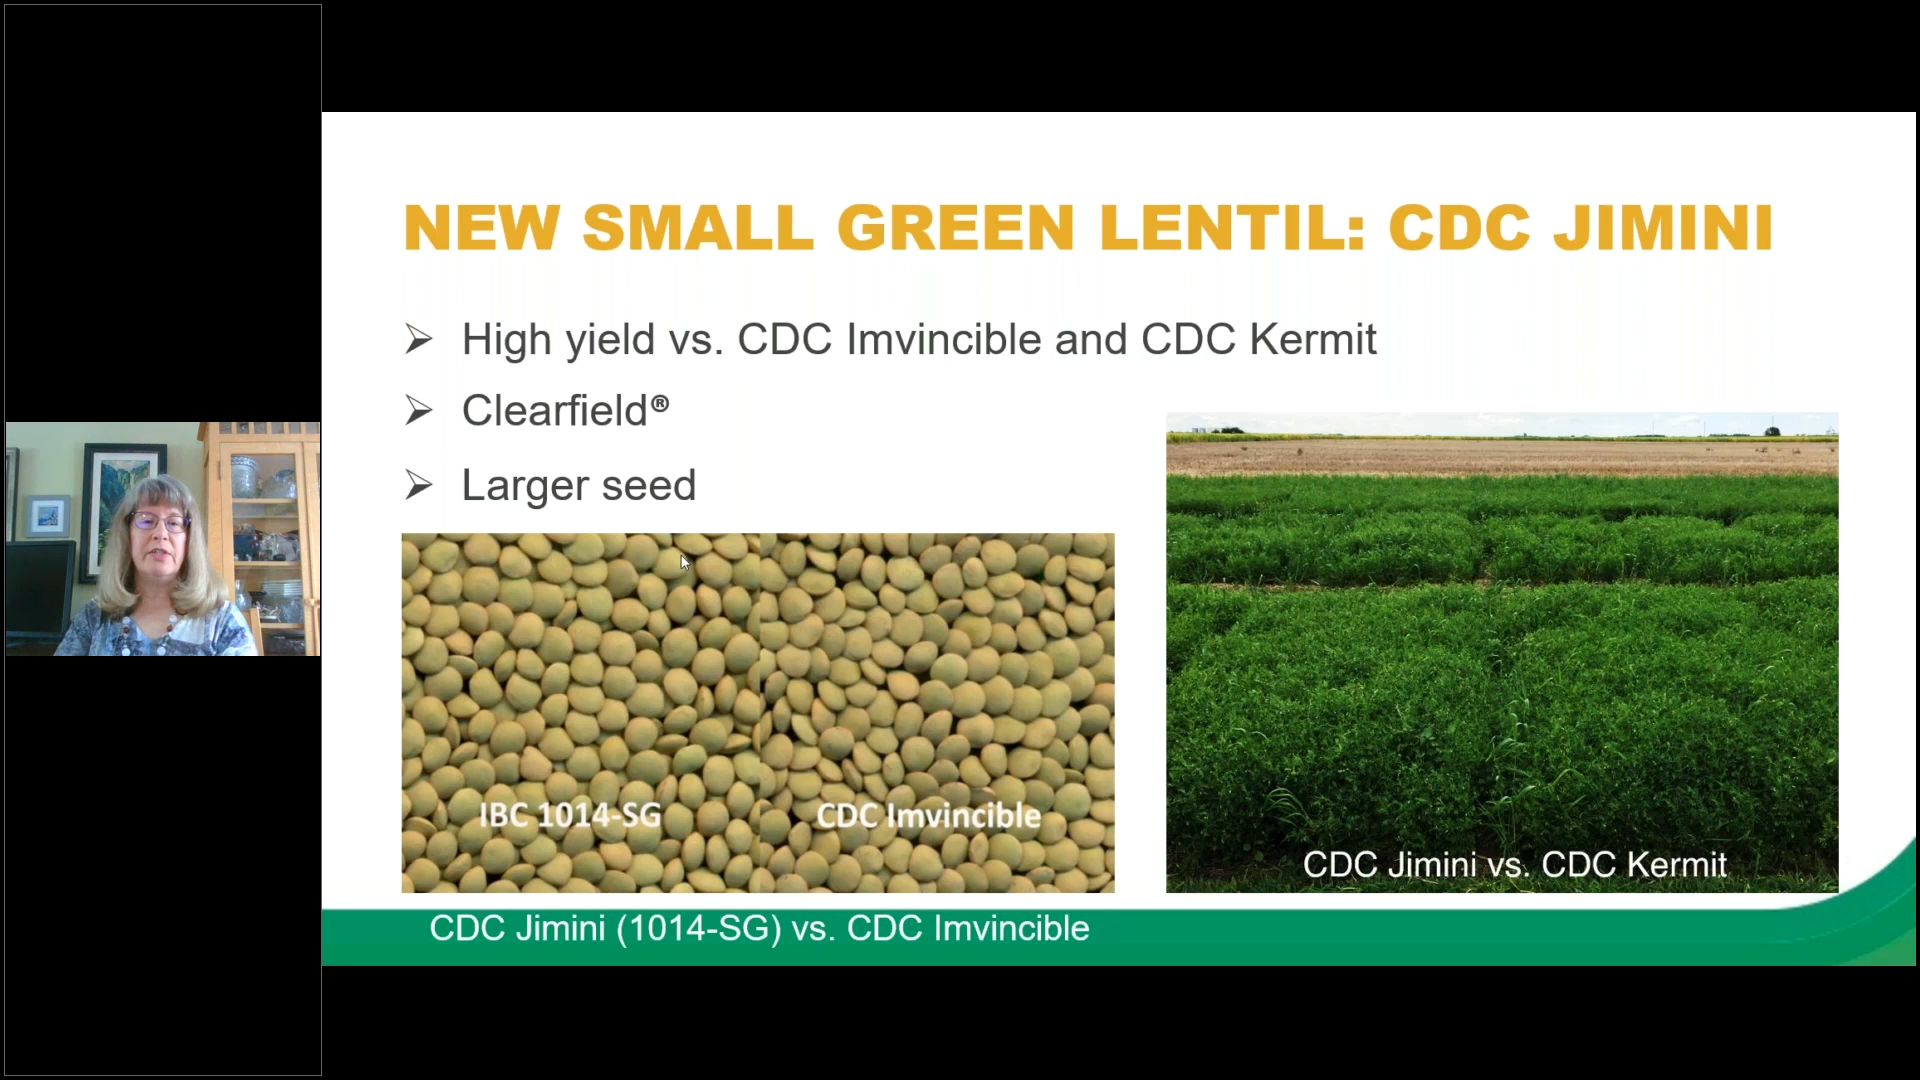 NEW SMALL GREEN LENTIL: CDC JIMINI
➢ High yield vs. CDC Imvincible and CDC Kermit
➢ Clearfield®
➢ Larger seed
IBC 1014-SG
CDC Imvincible
CDC Jimini vs. CDC Kermit
CDC Jimini (1014-SG) vs. CDC Imvincible